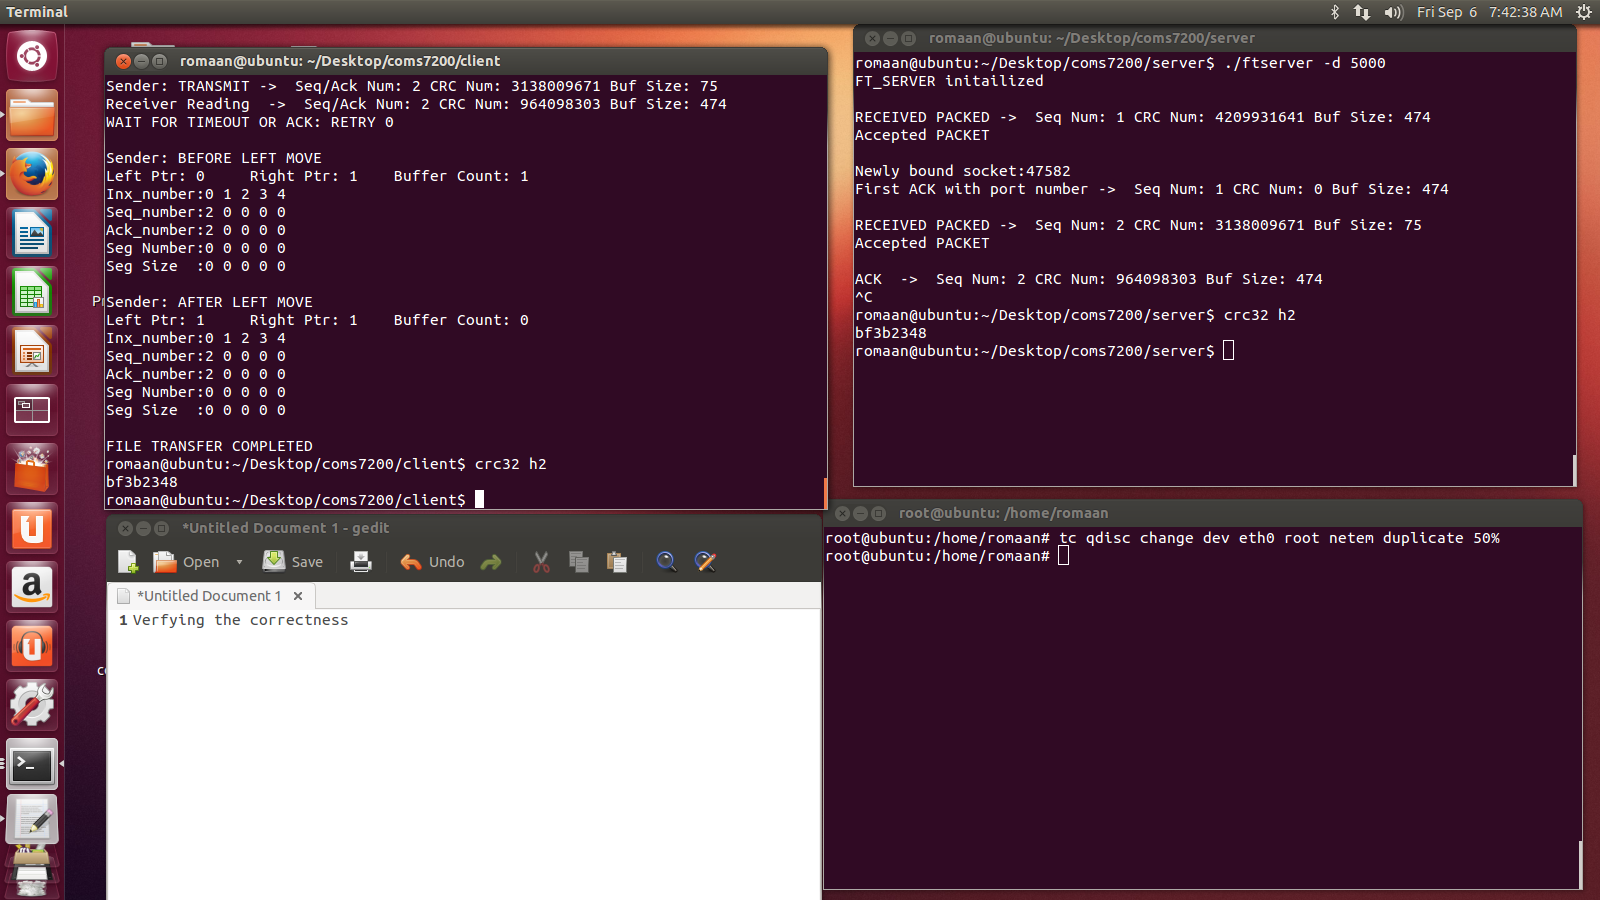 Terminal
Fri Sep 6 7:42:38 AM
romaan@ubuntu: ~/Desktop/coms7200/client
Sender: TRANSMIT -> Seq/Ack Num: 2 CRC Num: 3138009671 Buf Size: 75
Receiver Reading -> Seq/Ack Num: 2 CRC Num: 964098303 Buf Size: 474
WAIT FOR TIMEOUT OR ACK: RETRY 0
Sender: BEFORE LEFT MOVE
Left Ptr: 0 Right Ptr: 1 Buffer Count: 1
Inx_number:0 1 2 3 4
Seq_number:2 0 0 0 0
Ack_number:2 0 0 0 0
Seg Number:0 0 0 0 0
Seg Size :0 0 0 0 0
Sender: AFTER LEFT MOVE
Left Ptr: 1 Right Ptr: 1 Buffer Count: 0
Inx_number:0 1 2 3 4
Seq_number:2 0 0 0 0
Ack_number:2 0 0 0 0
Seg Number:0 0 0 0 0
Seg Size :0 0 0 0 0
FILE TRANSFER COMPLETED
romaan@ubuntu:~/Desktop/coms7200/client$ crc32 h2
bf3b2348
romaan@ubuntu:~/Desktop/coms7200/client$
romaan@ubuntu: ~/Desktop/coms7200/server
romaan@ubuntu:~/Desktop/coms7200/server$ ./ftserver -d 5000
FT_SERVER initailized
RECEIVED PACKED -> Seq Num: 1 CRC Num: 4209931641 Buf Size: 474
Accepted PACKET
Newly bound socket:47582
First ACK with port number -> Seq Num: 1 CRC Num: 0 Buf Size: 474
RECEIVED PACKED -> Seq Num: 2 CRC Num: 3138009671 Buf Size: 75
Accepted PACKET
ACK -> Seq Num: 2 CRC Num: 964098303 Buf Size: 474
^C
romaan@ubuntu:~/Desktop/coms7200/server$ crc32 h2
bf3b2348
romaan@ubuntu:~/Desktop/coms7200/server$
*Untitled Document 1 - gedit
Open Save Undo
*Untitled Document 1
1 Verfying the correctness
root@ubuntu: /home/romaan
root@ubuntu:/home/romaan# tc qdisc change dev eth0 root netem duplicate 50%
root@ubuntu:/home/romaan#